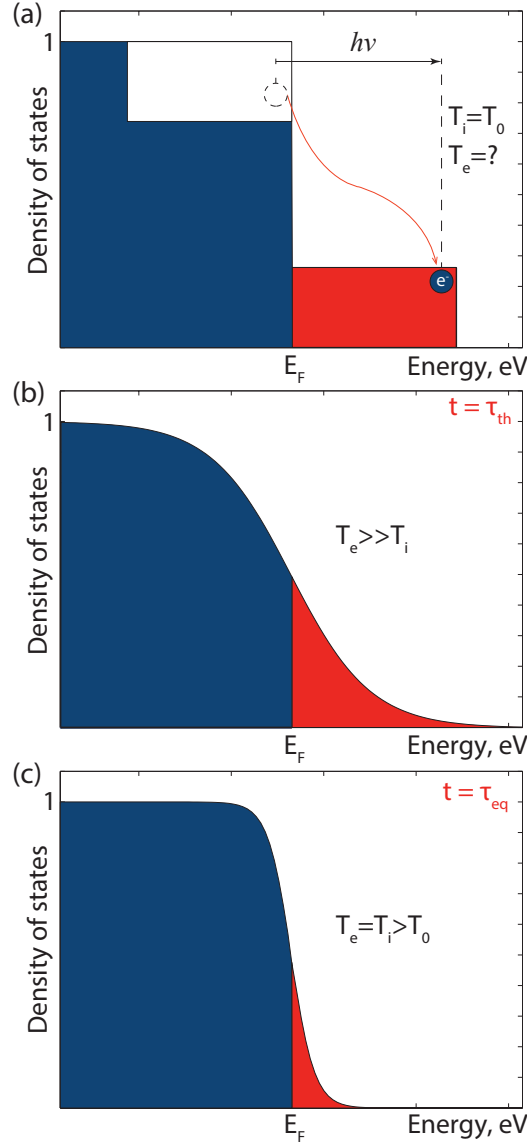 (a)
hν
1
T_i=T_0
T_e=?
Density of states
e-
E_F
Energy, eV
(b)
t = τ_th
1
T_e>>T_i
Density of states
E_F
Energy, eV
(c)
t = τ_eq
1
T_e=T_i>T_0
Density of states
E_F
Energy, eV